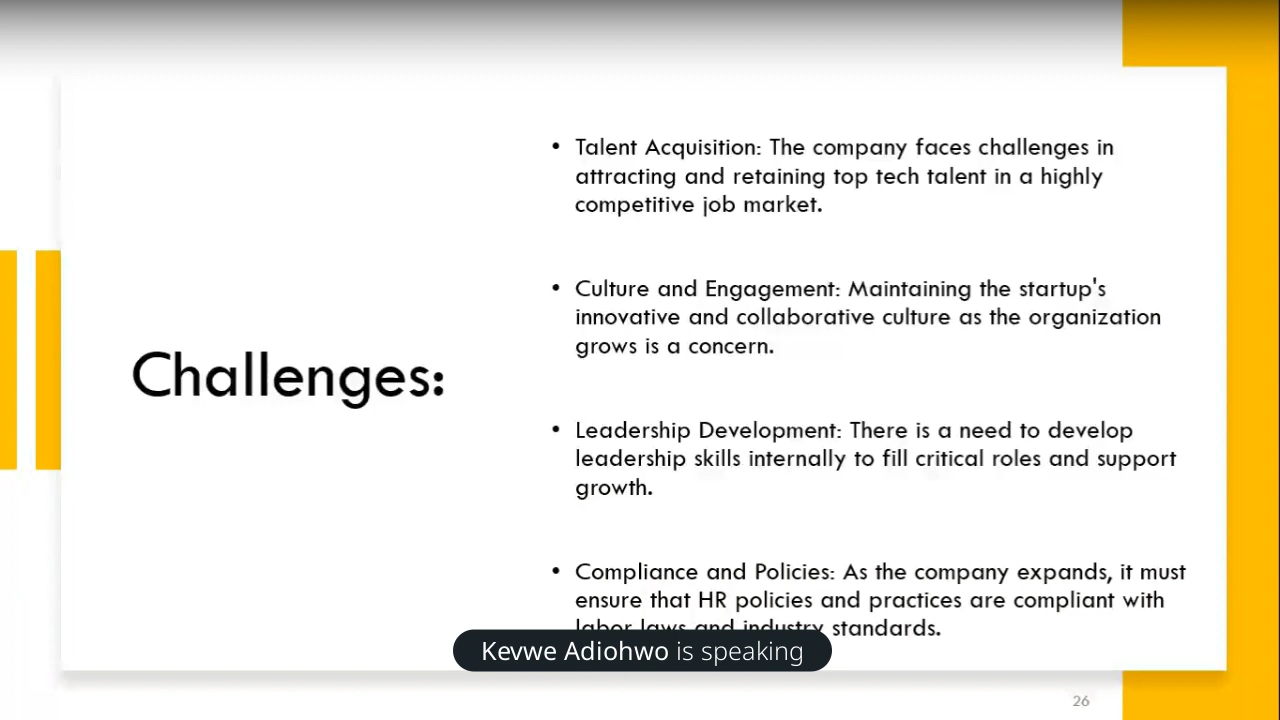 Challenges:
• Talent Acquisition: The company faces challenges in
attracting and retaining top tech talent in a highly
competitive job market.
• Culture and Engagement: Maintaining the startup's
innovative and collaborative culture as the organization
grows is a concern.
• Leadership Development: There is a need to develop
leadership skills internally to fill critical roles and support
growth.
• Compliance and Policies: As the company expands, it must
ensure that HR policies and practices are compliant with
labor laws and industry standards.
Kevwe Adiohwo is speaking
26